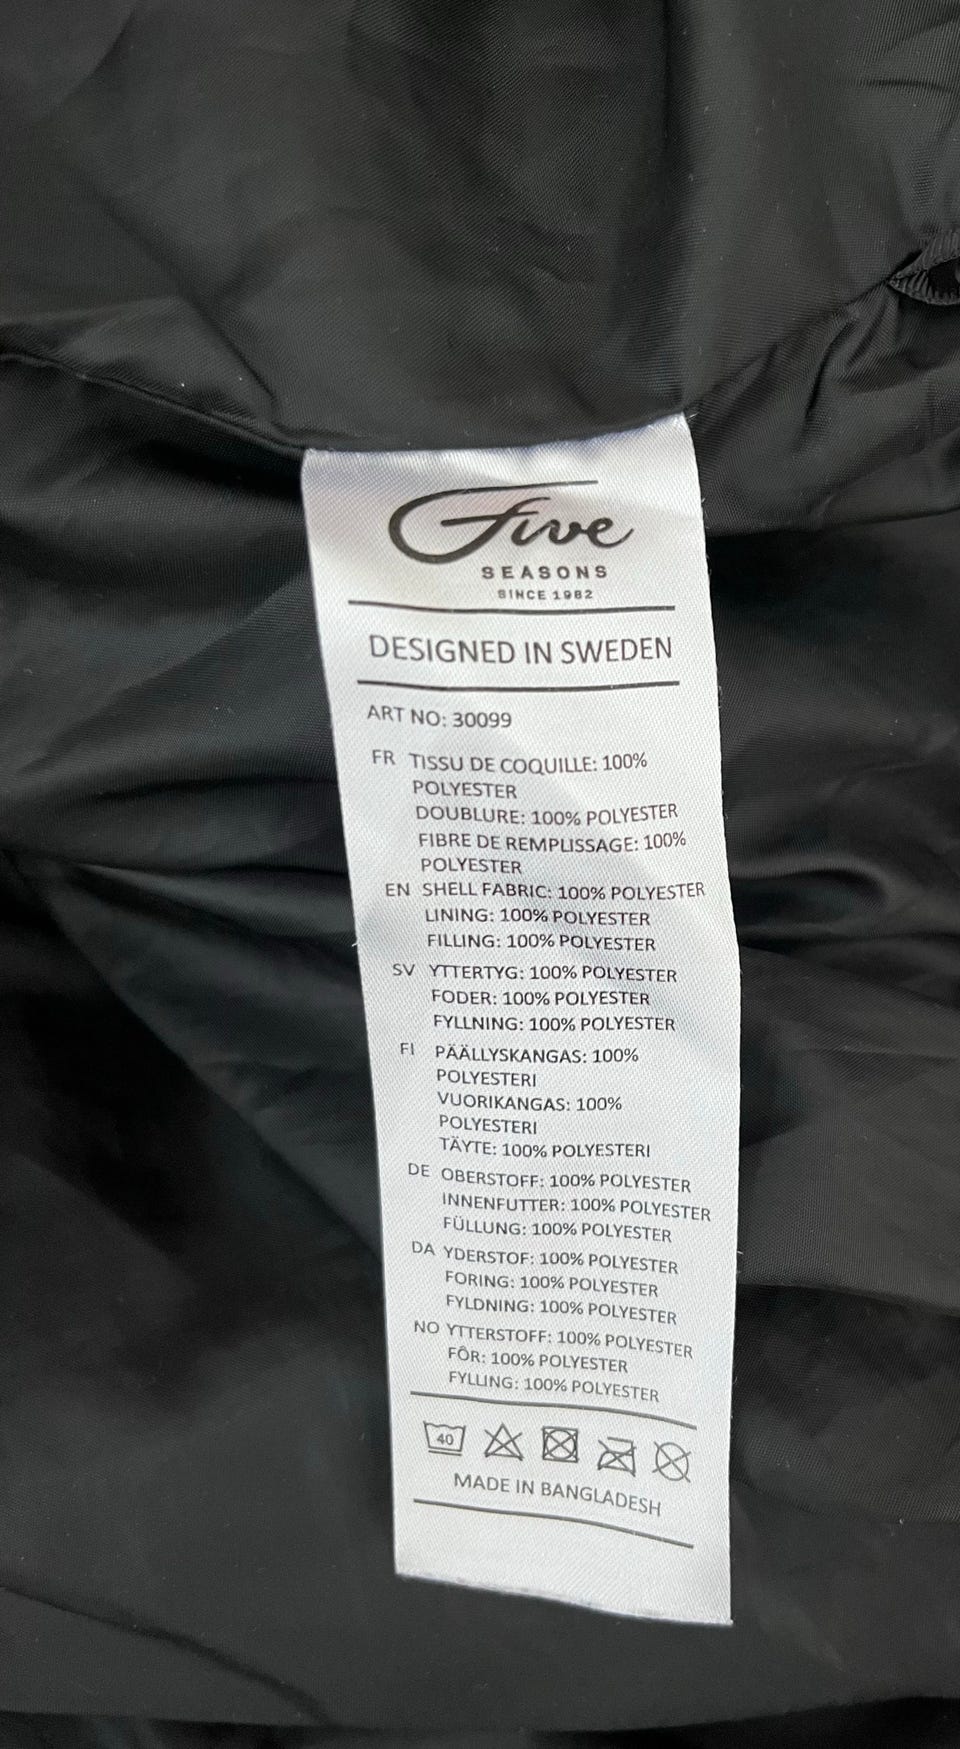 Five
SEASONS
SINCE 1982
DESIGNED IN SWEDEN
ART NO: 30099
FR TISSU DE COQUILLE: 100%
POLYESTER
DOUBLURE: 100% POLYESTER
FIBRE DE REMPLISSAGE: 100%
POLYESTER
EN SHELL FABRIC: 100% POLYESTER
LINING: 100% POLYESTER
FILLING: 100% POLYESTER
SV YTTERTYG: 100% POLYESTER
FODER: 100% POLYESTER
FYLLNING: 100% POLYESTER
FI PÄÄLLYSKANGAS: 100%
POLYESTERI
VUORIKANGAS: 100%
POLYESTERI
TÄYTE: 100% POLYESTERI
DE OBERSTOFF: 100% POLYESTER
INNENFUTTER: 100% POLYESTER
FÜLLUNG: 100% POLYESTER
DA YDERSTOF: 100% POLYESTER
FORING: 100% POLYESTER
FYLDNING: 100% POLYESTER
NO YTTERSTOFF: 100% POLYESTER
FÔR: 100% POLYESTER
FYLLING: 100% POLYESTER
40
MADE IN BANGLADESH